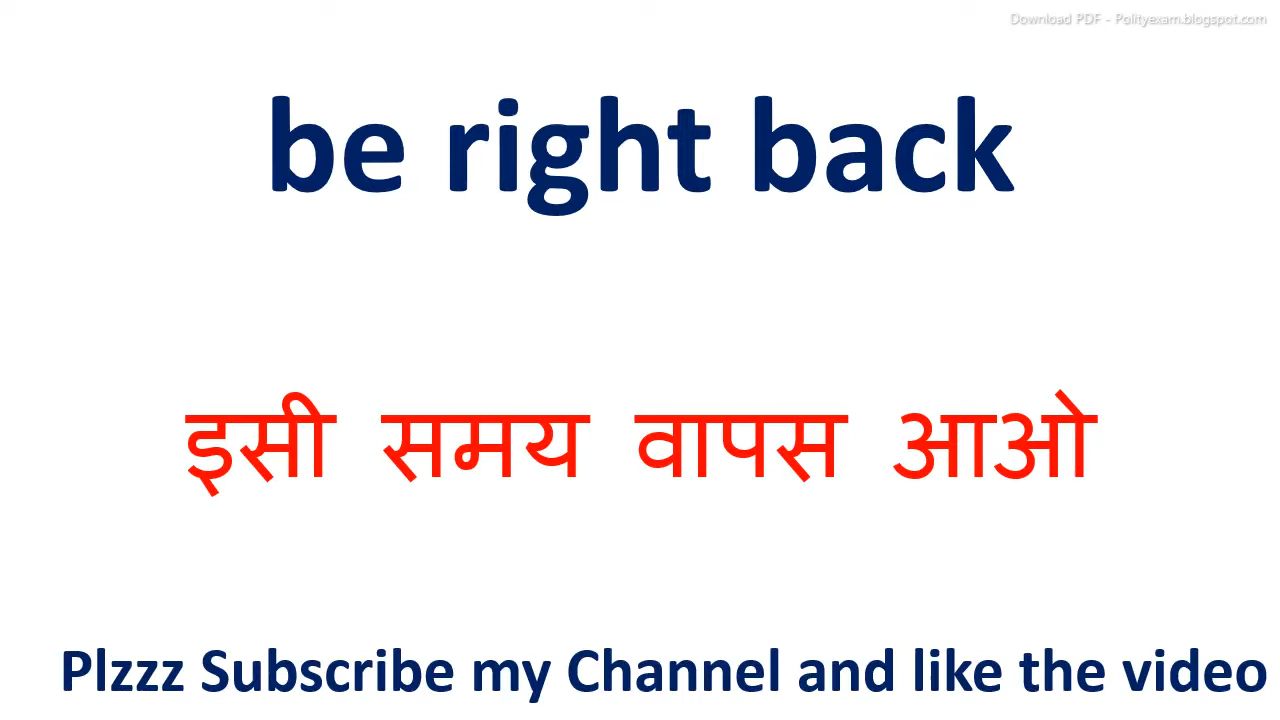 Download PDF - Polityexam.blogspot.com
be right back
इसी समय वापस आओ
Plzzz Subscribe my Channel and like the video